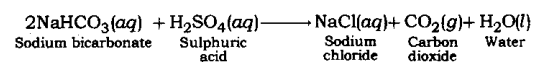 2NaHCO₃(aq) + H₂SO₄(aq) ⟶ NaCl(aq) + CO₂(g) + H₂O(l)
Sodium bicarbonate Sulphuric Sodium Carbon Water
acid chloride dioxide